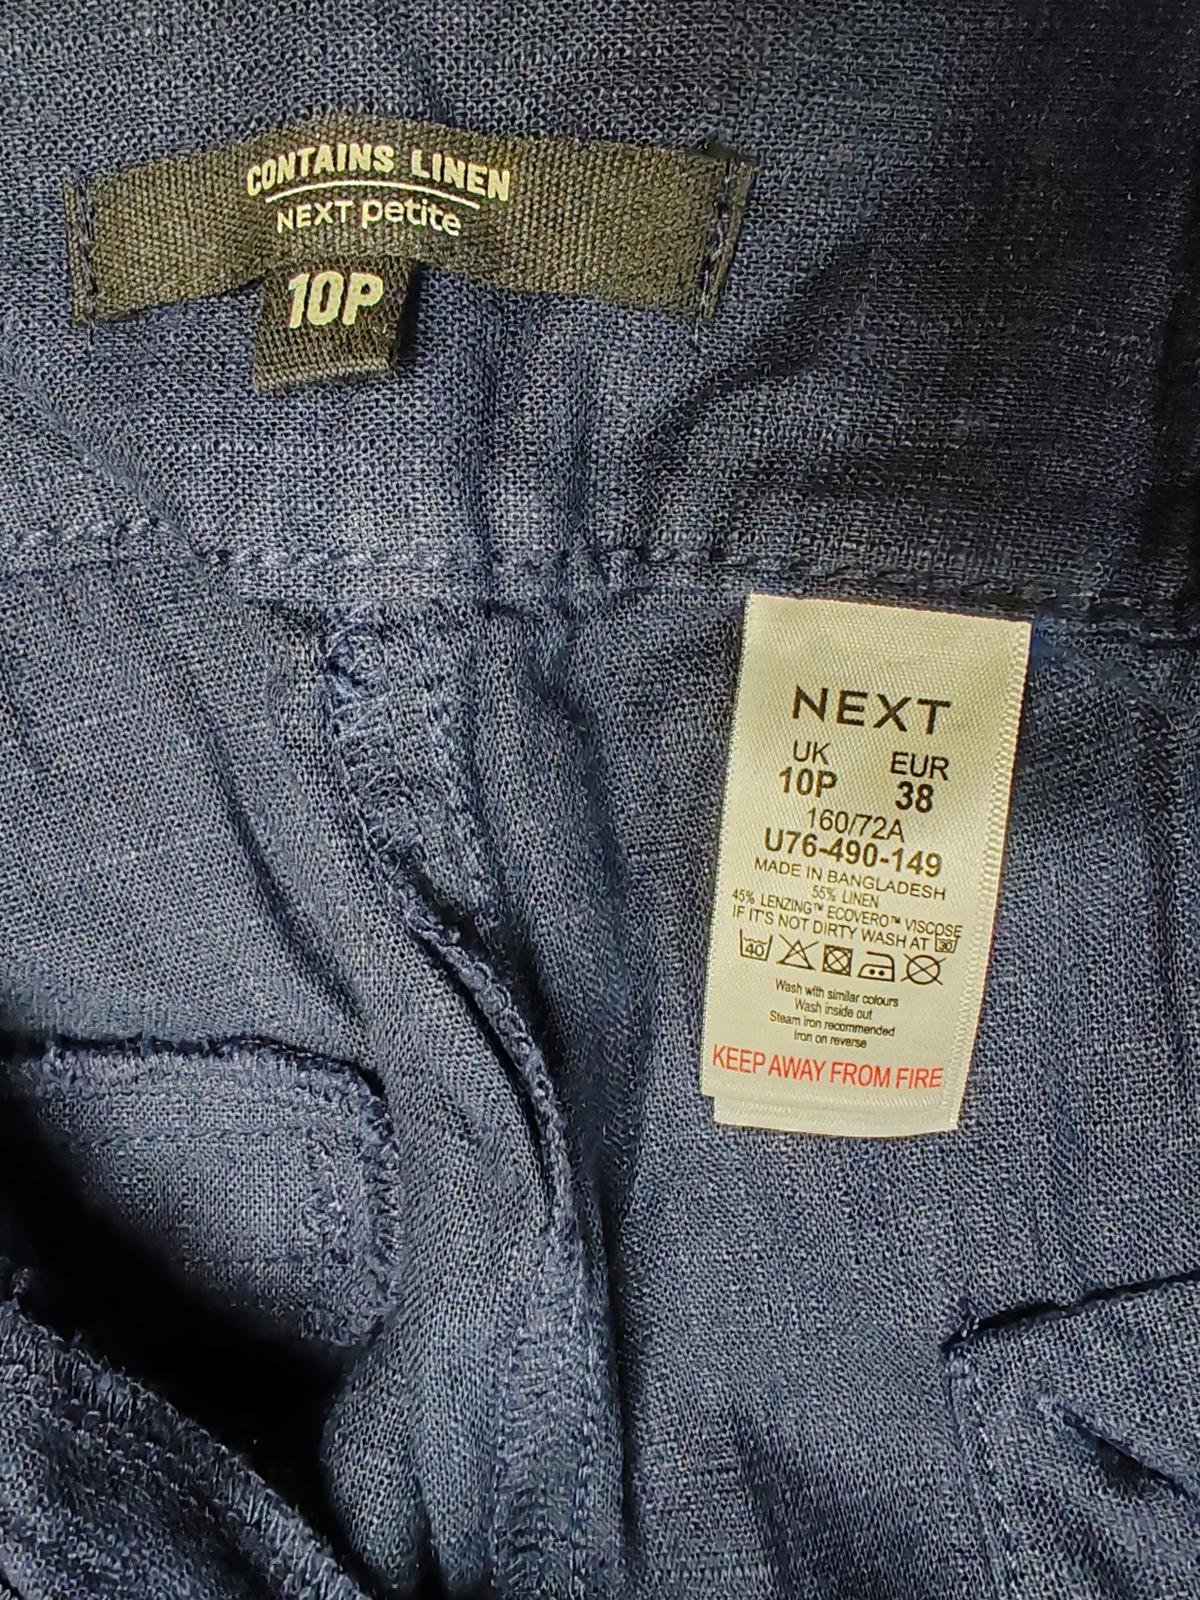 CONTAINS LINEN
NEXT petite
10P
NEXT
UK EUR
10P 38
160/72A
U76-490-149
MADE IN BANGLADESH
55% LINEN
45% LENZING™ ECOVERO™ VISCOSE
IF IT'S NOT DIRTY WASH AT 30
40
Wash with similar colours
Wash inside out
Steam iron recommended
Iron on reverse
KEEP AWAY FROM FIRE